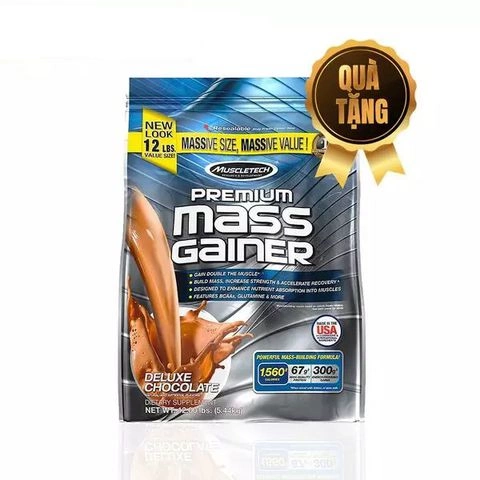 QUÀ
TẶNG
NEW
LOOK
12 LBS.
VALUE SIZE!
Resealable
MASSIVE SIZE, MASSIVE VALUE!
MUSCLETECH
PREMIUM
mass
GAINER
• GAIN DOUBLE THE MUSCLE
• BUILD MASS, INCREASE STRENGTH & ACCELERATE RECOVERY
• DESIGNED TO ENHANCE NUTRIENT ABSORPTION INTO MUSCLES
• FEATURES BCAAs, GLUTAMINE & MORE
MADE IN THE
USA
POWERFUL MASS-BUILDING FORMULA!
1560 67g 300g
CALORIES
PROTEIN
DELUXE
CHOCOLATE
DIETARY SUPPLEMENT
NET WT. 12.00 lbs. (5.44kg)